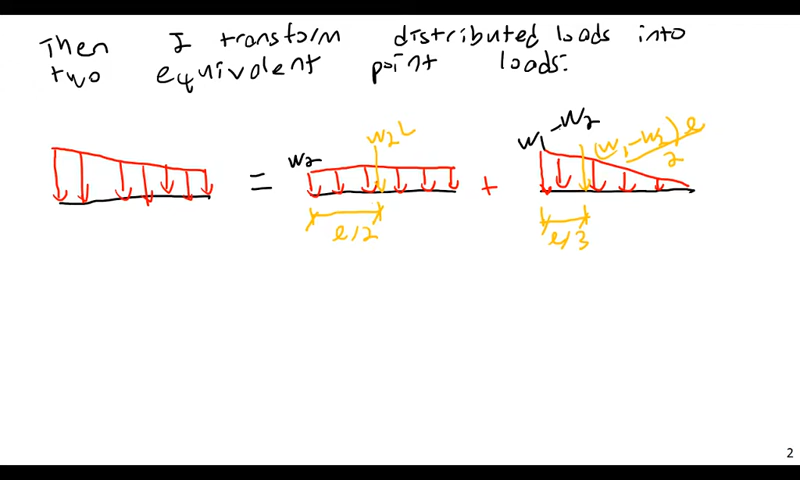 Then I transform distributed loads into
two equivalent point loads:
W1 - W2
W2 L
(W1 - W2) l
2
W2
=
+
l/2
l/3
2